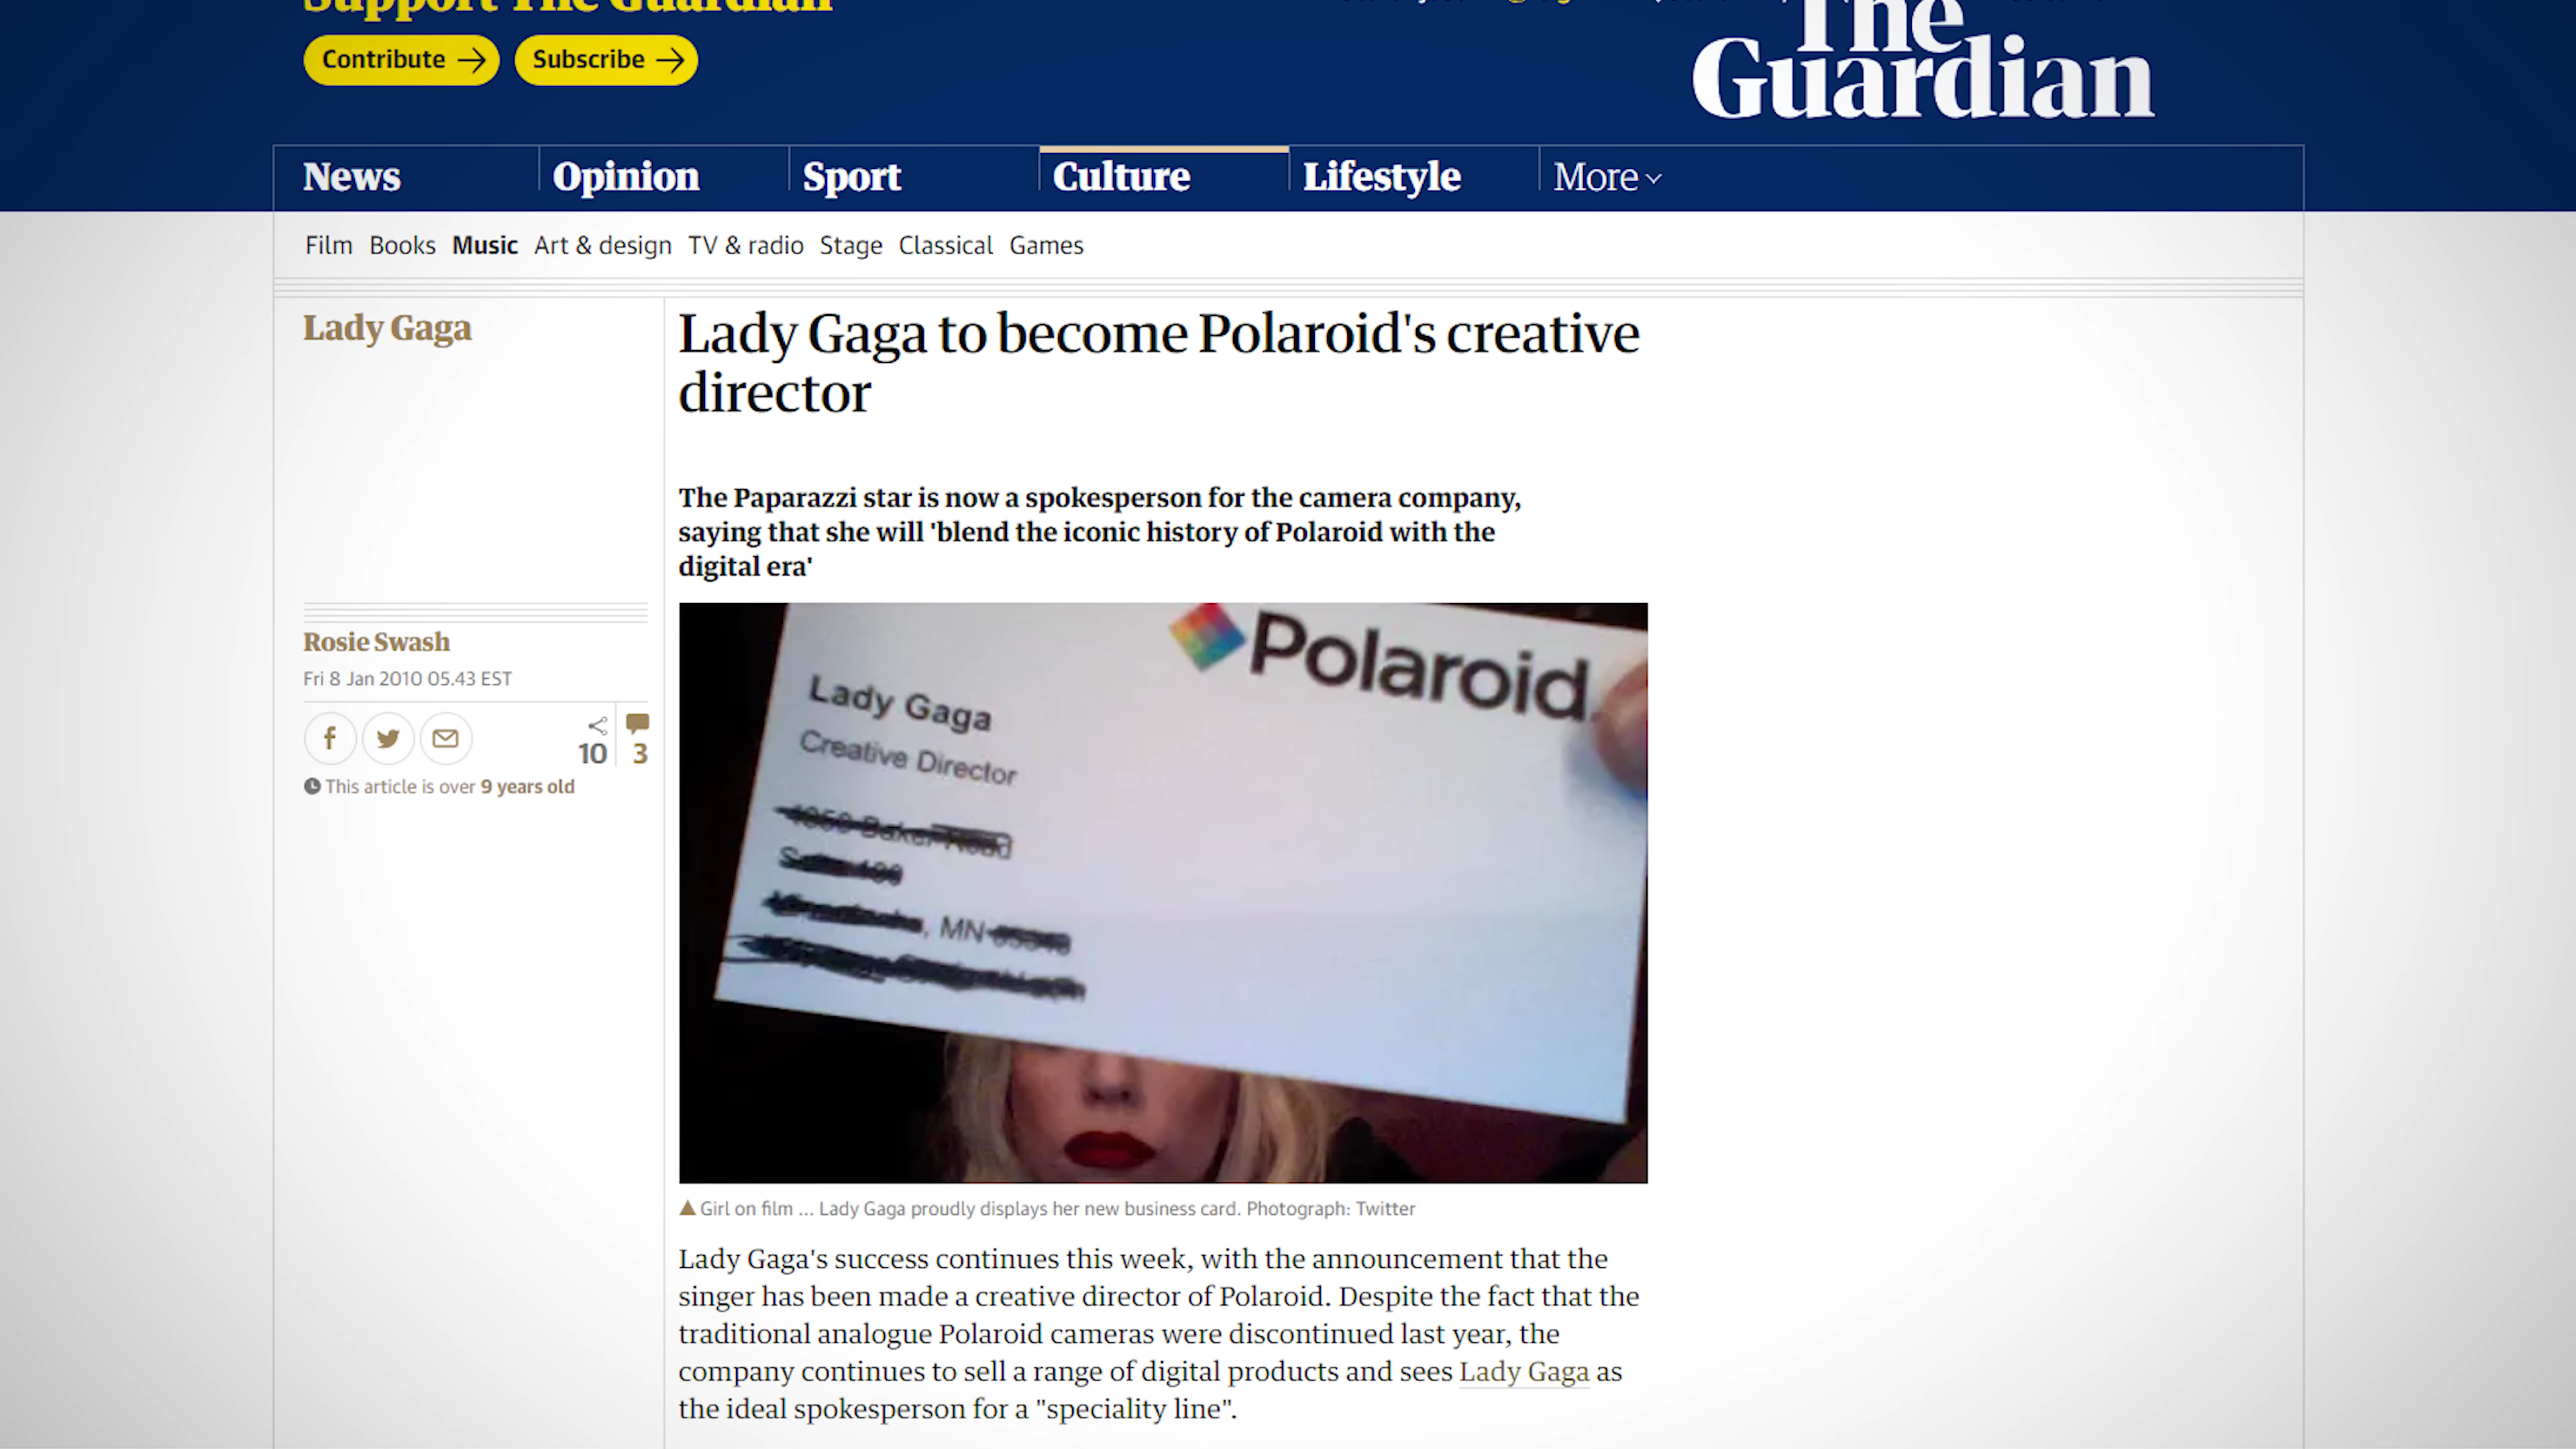 Support The Guardian
Contribute →
Subscribe →
The
Guardian
News
Opinion
Sport
Culture
Lifestyle
More
Film Books Music Art & design TV & radio Stage Classical Games
Lady Gaga
Lady Gaga to become Polaroid's creative
director
The Paparazzi star is now a spokesperson for the camera company,
saying that she will 'blend the iconic history of Polaroid with the
digital era'
Rosie Swash
Fri 8 Jan 2010 05.43 EST
10
3
This article is over 9 years old
Polaroid
Lady Gaga
Creative Director
, MN
Girl on film ... Lady Gaga proudly displays her new business card. Photograph: Twitter
Lady Gaga's success continues this week, with the announcement that the
singer has been made a creative director of Polaroid. Despite the fact that the
traditional analogue Polaroid cameras were discontinued last year, the
company continues to sell a range of digital products and sees Lady Gaga as
the ideal spokesperson for a "speciality line".